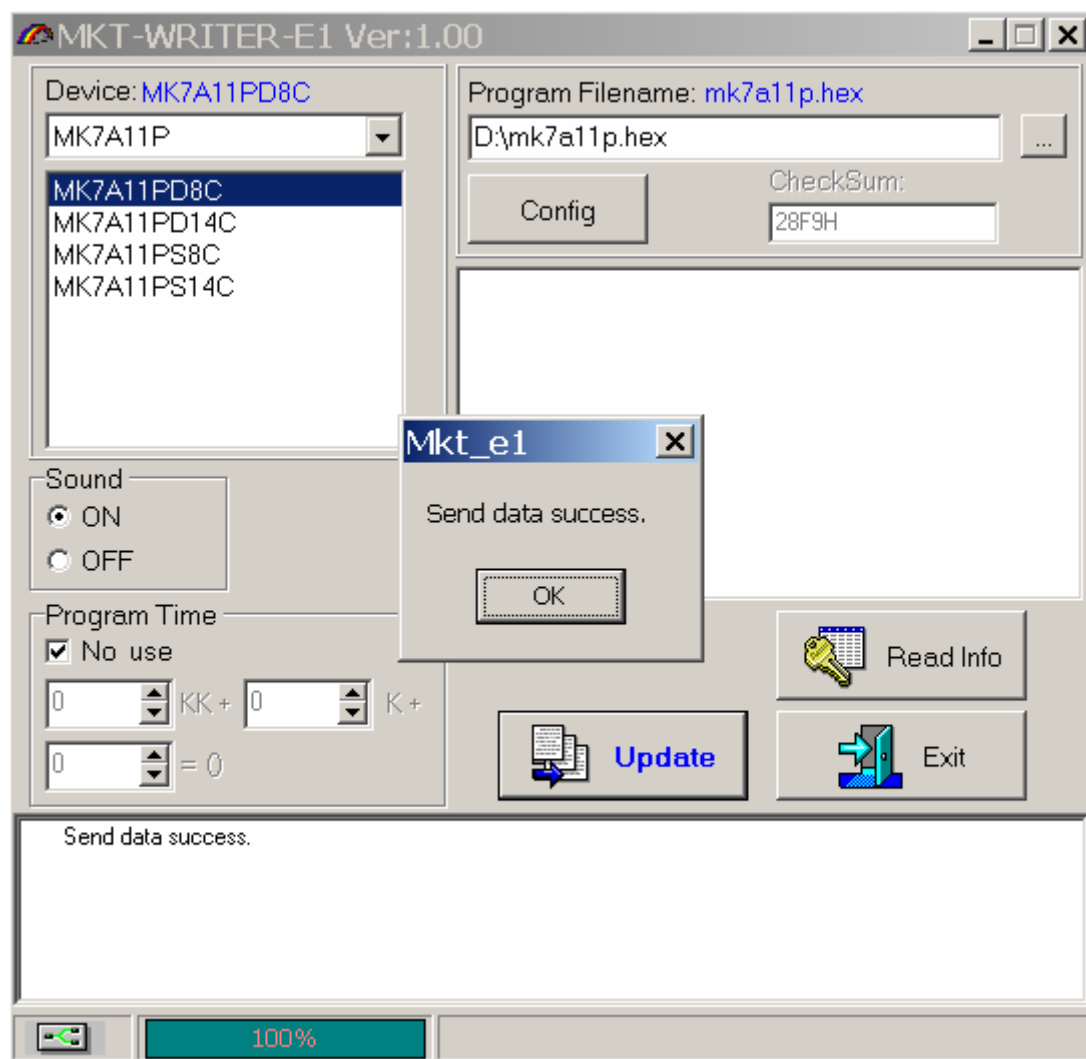 MKT-WRITER-E1 Ver:1.00
Device: MK7A11PD8C
MK7A11P
MK7A11PD8C
MK7A11PD14C
MK7A11PS8C
MK7A11PS14C
Program Filename: mk7a11p.hex
D:\mk7a11p.hex
...
Config
CheckSum:
28F9H
Mkt_e1
Send data success.
OK
Sound
ON
OFF
Program Time
No use
0 KK + 0 K +
0 = 0
Read Info
Update
Exit
Send data success.
100%